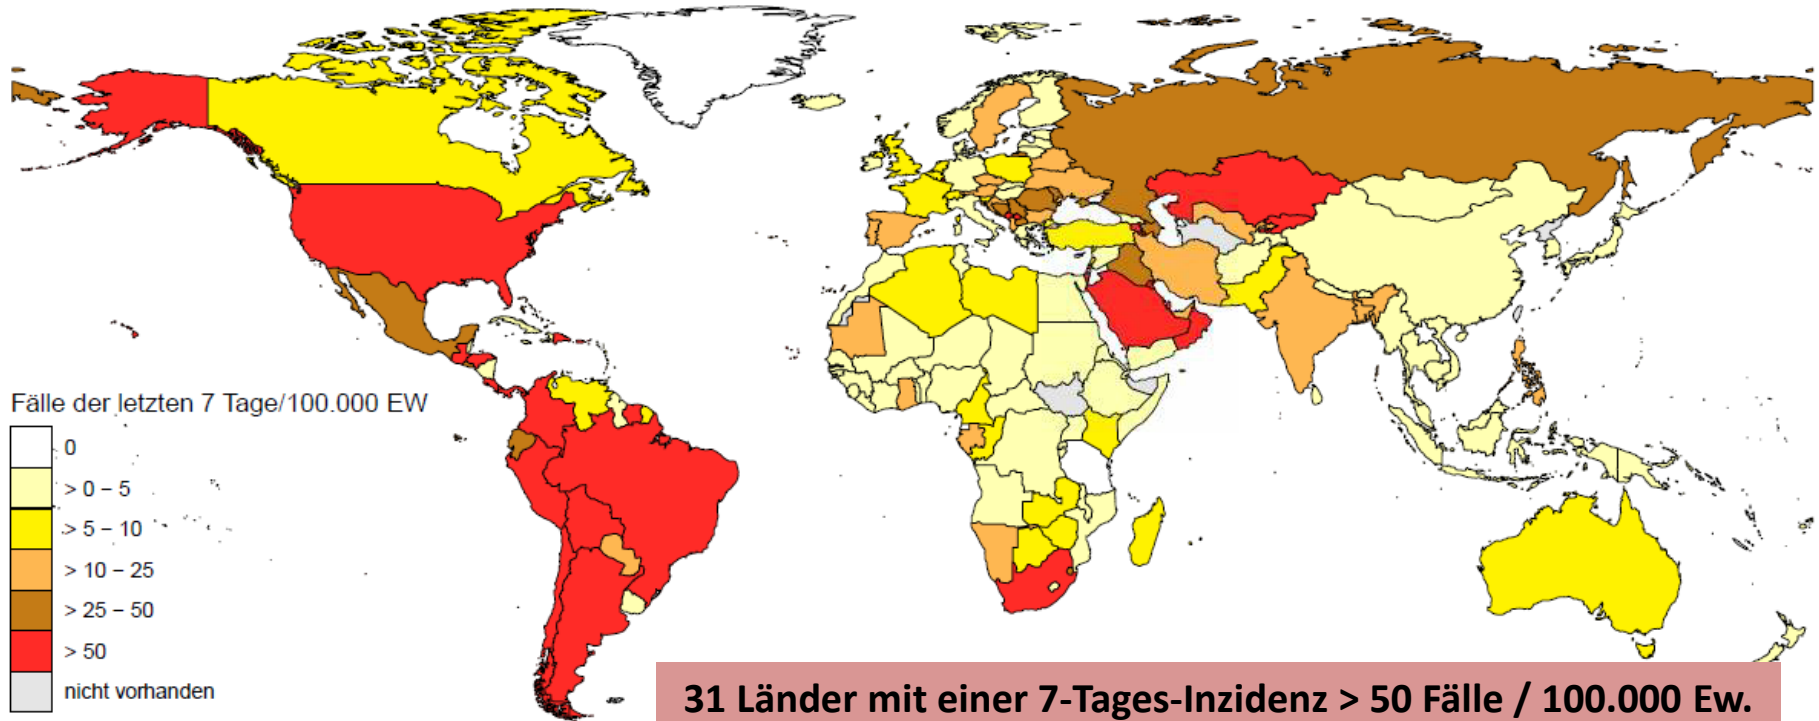 Fälle der letzten 7 Tage/100.000 EW
0
> 0 – 5
> 5 – 10
> 10 – 25
> 25 – 50
> 50
nicht vorhanden
31 Länder mit einer 7-Tages-Inzidenz > 50 Fälle / 100.000 Ew.